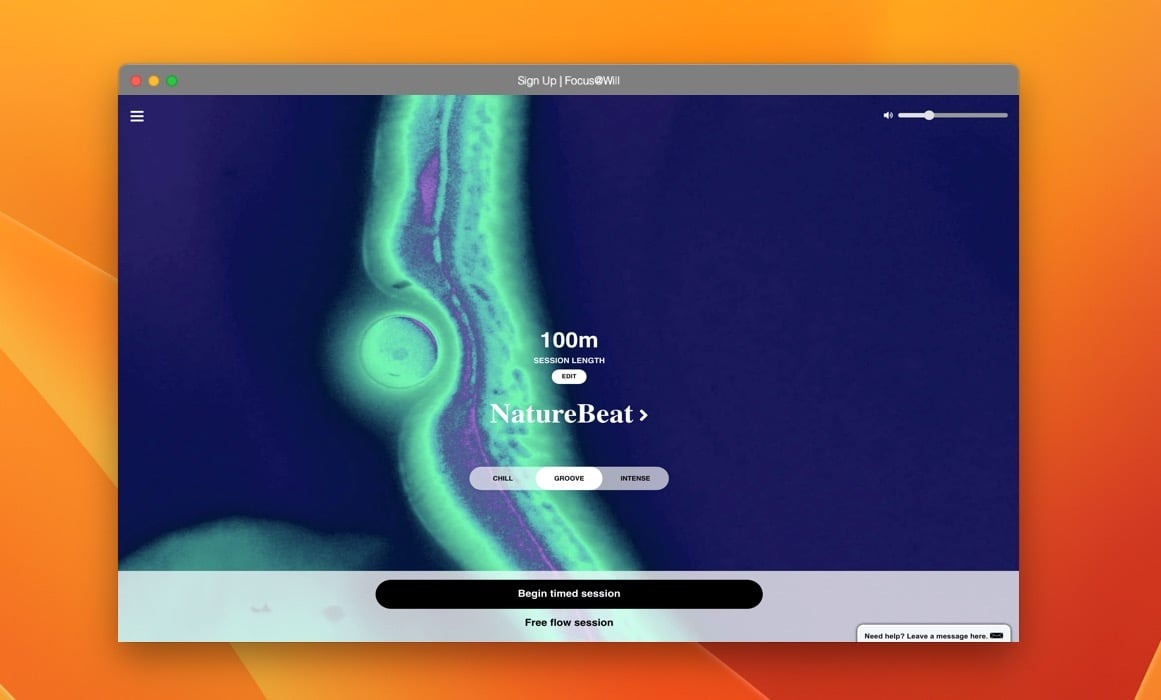 Sign Up | Focus@Will
100m
SESSION LENGTH
EDIT
NatureBeat
CHILL GROOVE INTENSE
Begin timed session
Free flow session
Need help? Leave a message here.